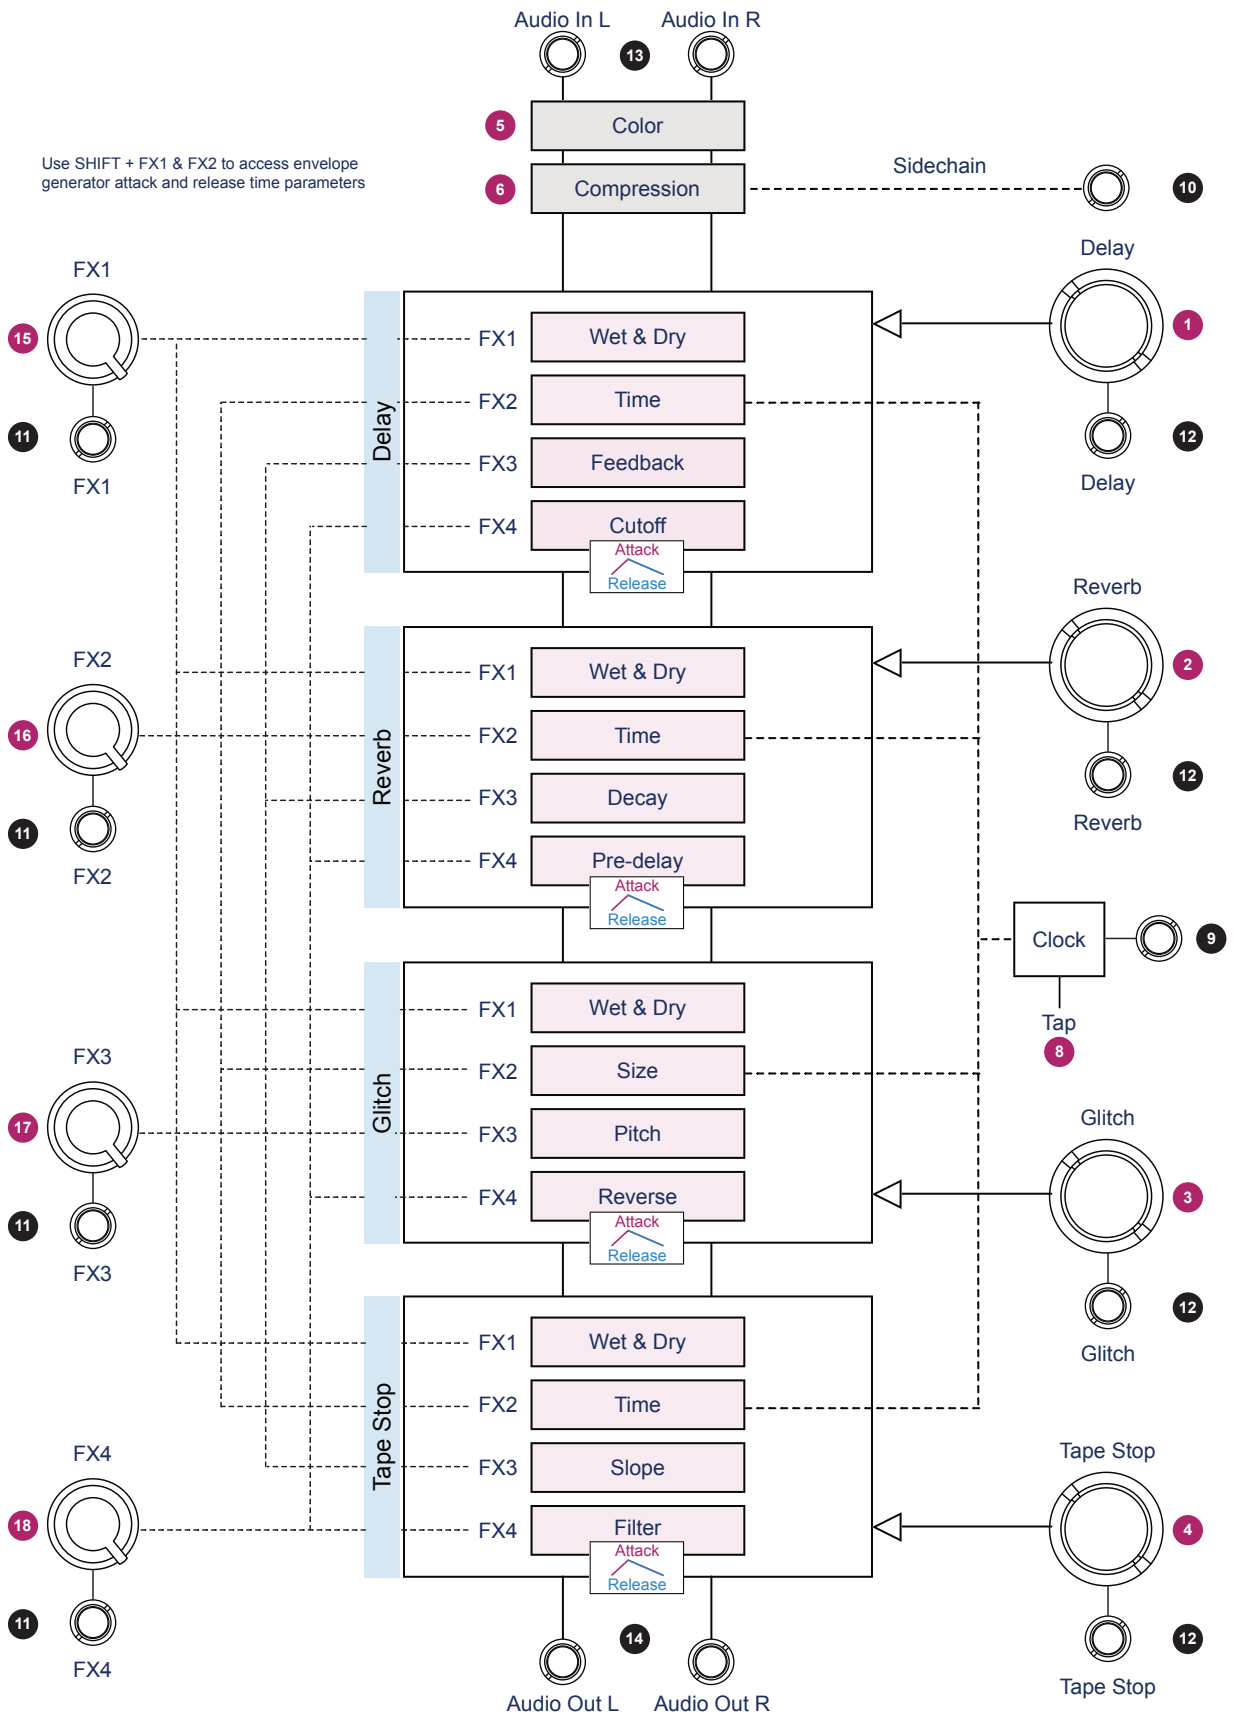 Audio In L
Audio In R
13
5
Color
Use SHIFT + FX1 & FX2 to access envelope
generator attack and release time parameters
6
Compression
Sidechain
10
Delay
FX1
15
11
FX1
Delay
FX1
Wet & Dry
FX2
Time
FX3
Feedback
FX4
Cutoff
Attack
Release
1
12
Delay
Reverb
FX2
16
11
FX2
Reverb
FX1
Wet & Dry
FX2
Time
FX3
Decay
FX4
Pre-delay
Attack
Release
2
12
Reverb
Clock
9
Tap
8
FX3
17
11
FX3
Glitch
FX1
Wet & Dry
FX2
Size
FX3
Pitch
FX4
Reverse
Attack
Release
Glitch
3
12
Glitch
FX4
18
11
FX4
Tape Stop
FX1
Wet & Dry
FX2
Time
FX3
Slope
FX4
Filter
Attack
Release
Tape Stop
4
12
Tape Stop
14
Audio Out L
Audio Out R